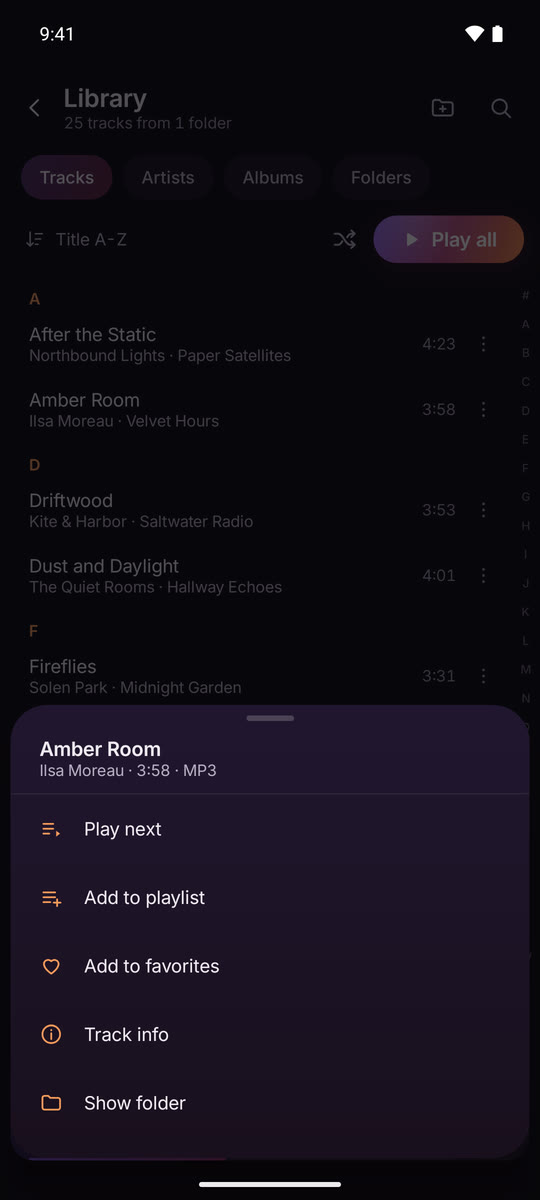 9:41
Library
25 tracks from 1 folder
Tracks
Artists
Albums
Folders
Title A-Z
Play all
A
After the Static
Northbound Lights · Paper Satellites
4:23
Amber Room
Ilsa Moreau · Velvet Hours
3:58
D
Driftwood
Kite & Harbor · Saltwater Radio
3:53
Dust and Daylight
The Quiet Rooms · Hallway Echoes
4:01
F
Fireflies
Solen Park · Midnight Garden
3:31
#
A
B
C
D
E
F
G
H
I
J
K
L
M
N
Amber Room
Ilsa Moreau · 3:58 · MP3
Play next
Add to playlist
Add to favorites
Track info
Show folder